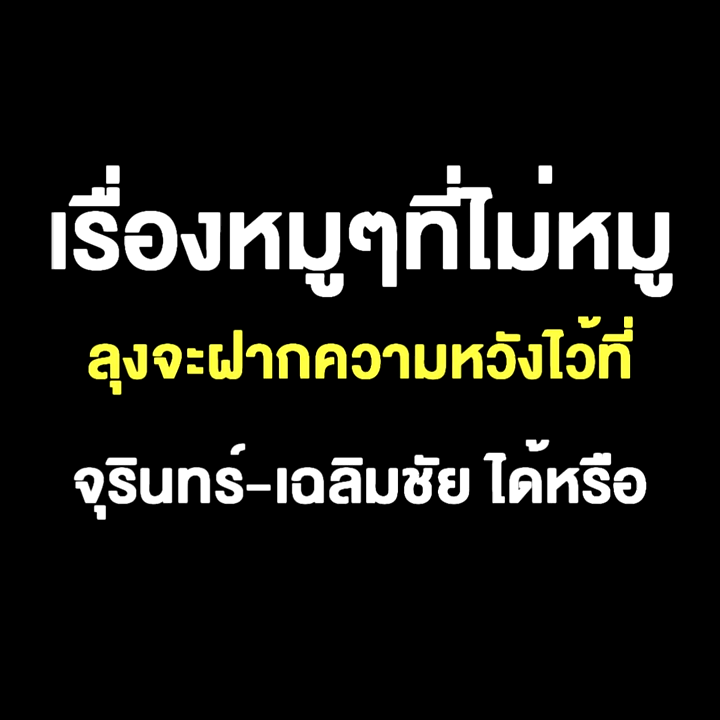 เรื่องหมูๆที่ไม่หมู
ลุงจะฝากความหวังไว้ที่
จุรินทร์-เฉลิมชัย ได้หรือ